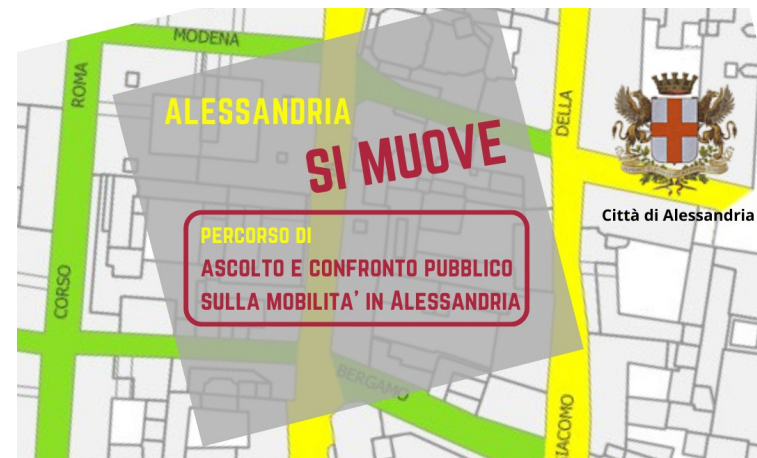 MODENA
ROMA
DELLA
ALESSANDRIA
SI MUOVE
Città di Alessandria
PERCORSO DI
ASCOLTO E CONFRONTO PUBBLICO
SULLA MOBILITA' IN ALESSANDRIA
CORSO
BERGAMO
IACOMO